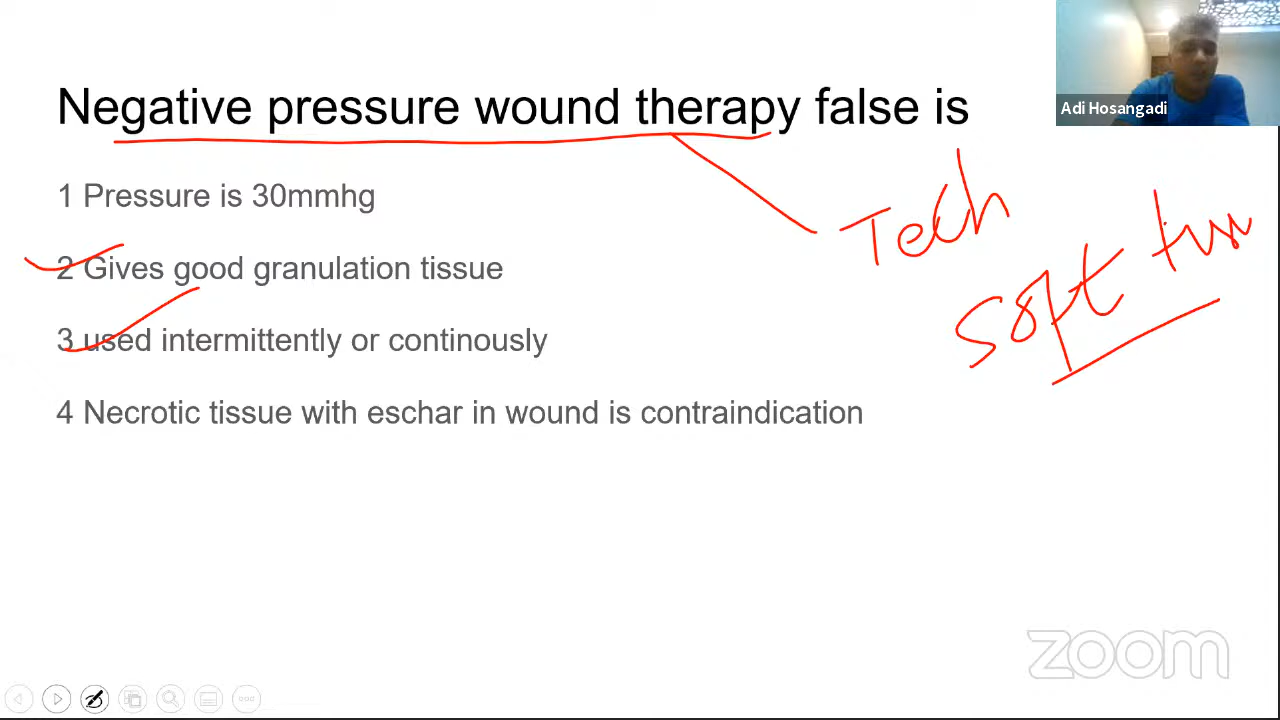 Adi Hosangadi
Negative pressure wound therapy false is
1 Pressure is 30mmhg
2 Gives good granulation tissue
3 used intermittently or continously
4 Necrotic tissue with eschar in wound is contraindication
Tech
Soft
zoom